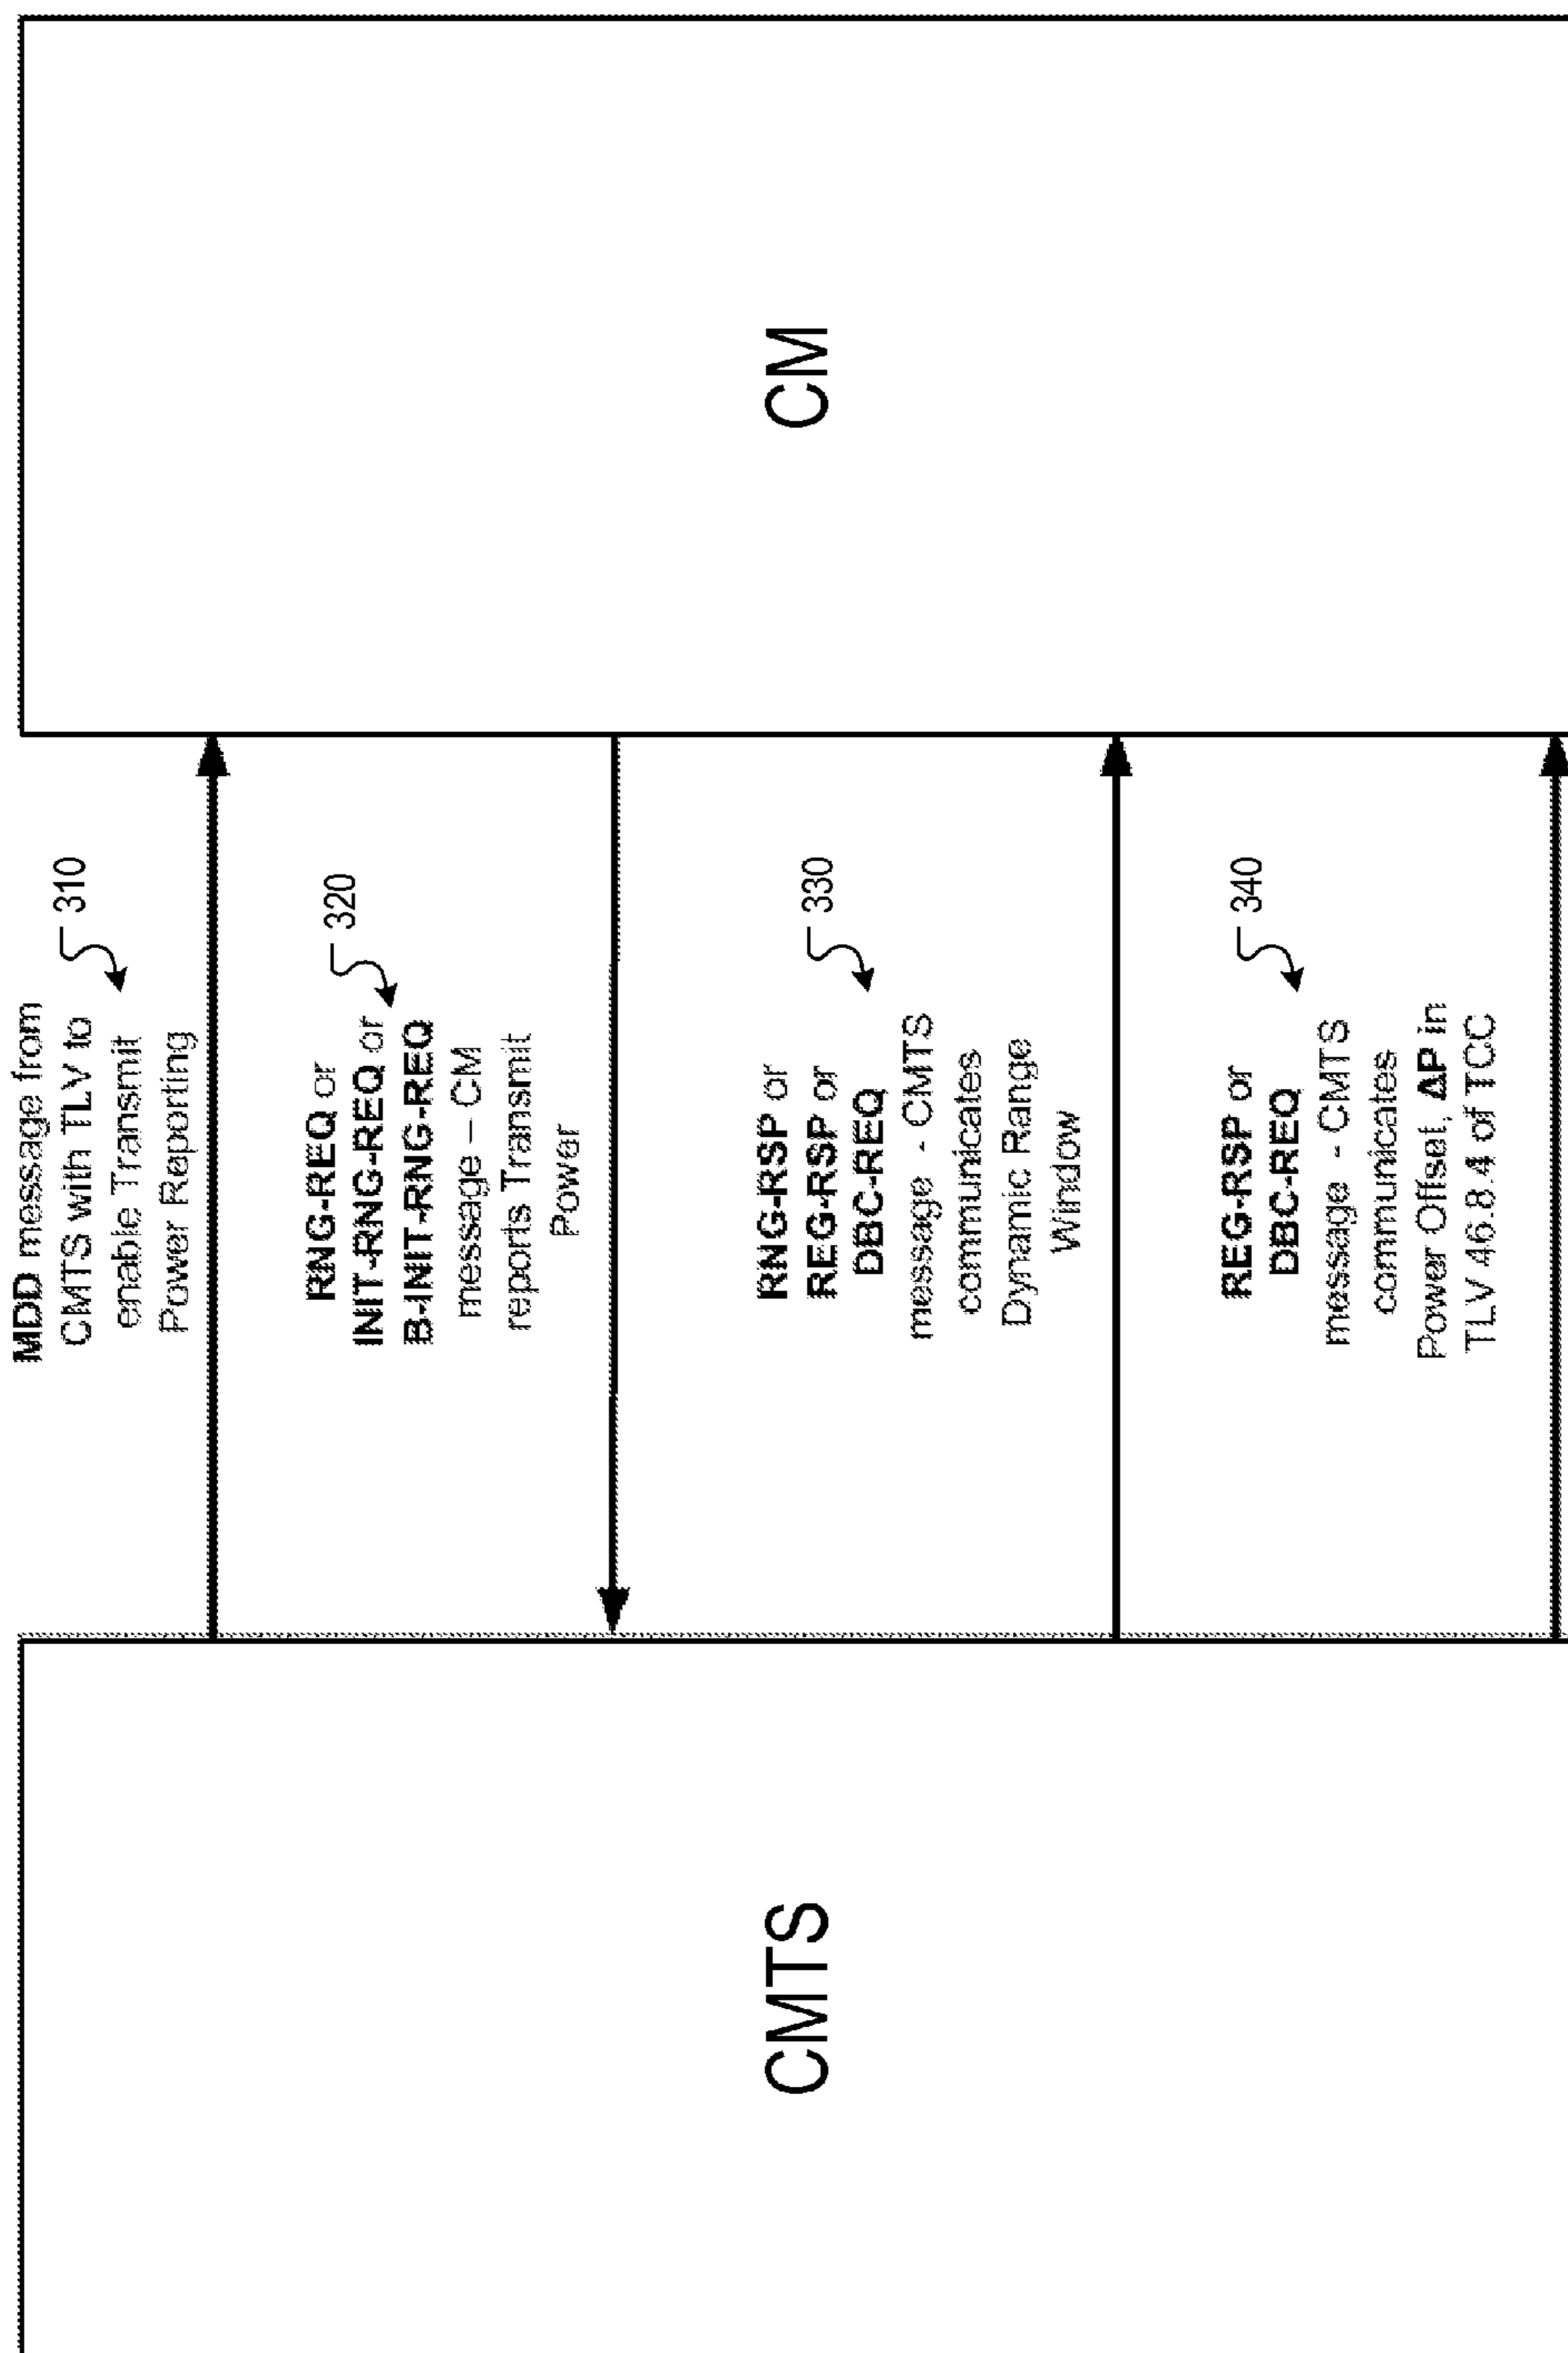 CMTS
MDD message from
CMTS with TLV to
enable Transmit
Power Reporting
310
RNG-REQ or
INIT-RNG-REQ or
B-INIT-RNG-REQ
message – CM
reports Transmit
Power
320
RNG-RSP or
REG-RSP or
DBC-REQ
message - CMTS
communicates
Dynamic Range
Window
330
REG-RSP or
DBC-REQ
message - CMTS
communicates
Power Offset, ΔP in
TLV 46.8.4 of TCC
340
CM